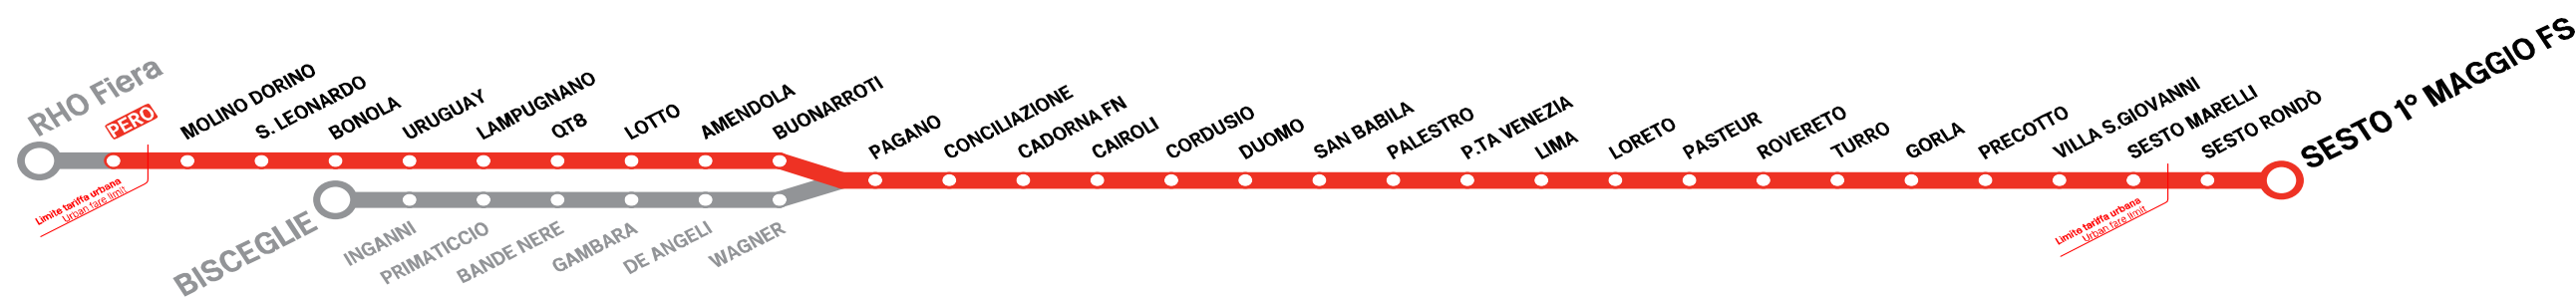 RHO Fiera
PERO
MOLINO DORINO
S. LEONARDO
BONOLA
URUGUAY
LAMPUGNANO
QT8
LOTTO
AMENDOLA
BUONARROTI
PAGANO
CONCILIAZIONE
CADORNA FN
CAIROLI
CORDUSIO
DUOMO
SAN BABILA
PALESTRO
P.TA VENEZIA
LIMA
LORETO
PASTEUR
ROVERETO
TURRO
GORLA
PRECOTTO
VILLA S.GIOVANNI
SESTO MARELLI
SESTO RONDÒ
SESTO 1° MAGGIO FS
Limite tariffa urbana
Urban fare limit
BISCEGLIE
INGANNI
PRIMATICCIO
BANDE NERE
GAMBARA
DE ANGELI
WAGNER
Limite tariffa urbana
Urban fare limit